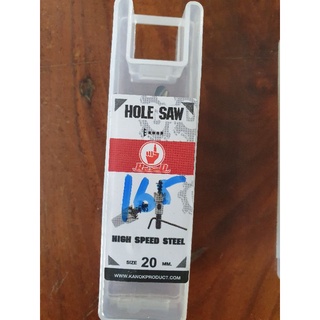 HOLE SAW
165
HIGH SPEED STEEL
SIZE 20 MM.
WWW.KANOKPRODUCT.COM